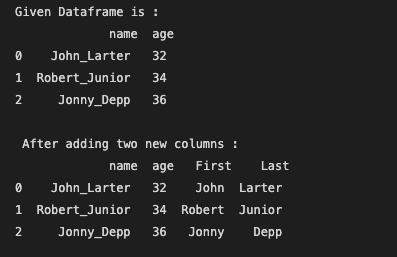 Given Dataframe is :
name age
0 John_Larter 32
1 Robert_Junior 34
2 Jonny_Depp 36
After adding two new columns :
name age First Last
0 John_Larter 32 John Larter
1 Robert_Junior 34 Robert Junior
2 Jonny_Depp 36 Jonny Depp